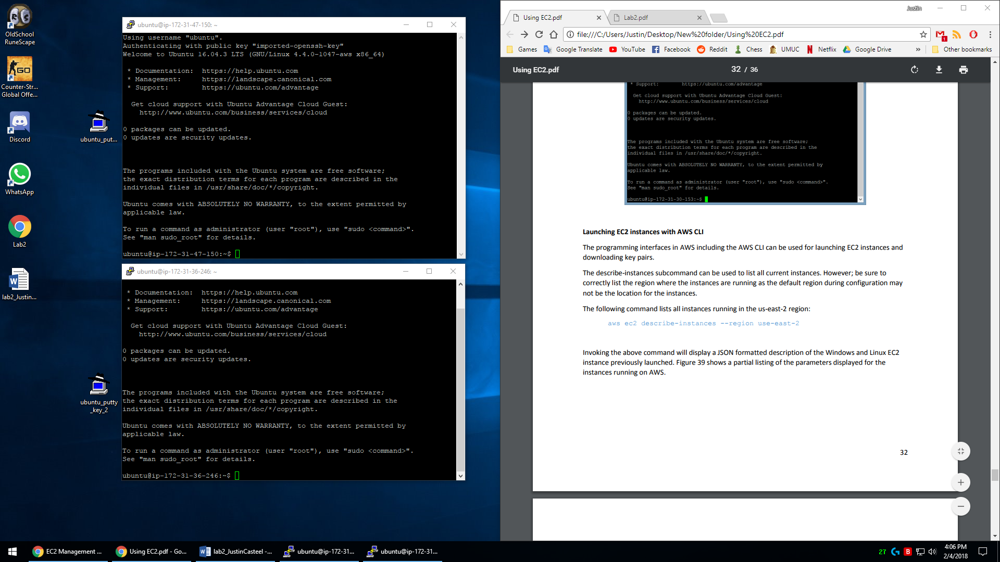 OldSchool
RuneScape
Counter-Str...
Global Offe...
Discord
WhatsApp
Lab2
lab2_Justin...
ubuntu_put...
ubuntu_putty
_key_2
ubuntu@ip-172-31-47-150: ~
Using username "ubuntu".
Authenticating with public key "imported-openssh-key"
Welcome to Ubuntu 16.04.3 LTS (GNU/Linux 4.4.0-1047-aws x86_64)
* Documentation:  https://help.ubuntu.com
* Management:     https://landscape.canonical.com
* Support:        https://ubuntu.com/advantage
Get cloud support with Ubuntu Advantage Cloud Guest:
http://www.ubuntu.com/business/services/cloud
0 packages can be updated.
0 updates are security updates.
The programs included with the Ubuntu system are free software;
the exact distribution terms for each program are described in the
individual files in /usr/share/doc/*/copyright.
Ubuntu comes with ABSOLUTELY NO WARRANTY, to the extent permitted by
applicable law.
To run a command as administrator (user "root"), use "sudo <command>".
See "man sudo_root" for details.
ubuntu@ip-172-31-47-150:~$
ubuntu@ip-172-31-36-246: ~
* Documentation:  https://help.ubuntu.com
* Management:     https://landscape.canonical.com
* Support:        https://ubuntu.com/advantage
Get cloud support with Ubuntu Advantage Cloud Guest:
http://www.ubuntu.com/business/services/cloud
0 packages can be updated.
0 updates are security updates.
The programs included with the Ubuntu system are free software;
the exact distribution terms for each program are described in the
individual files in /usr/share/doc/*/copyright.
Ubuntu comes with ABSOLUTELY NO WARRANTY, to the extent permitted by
applicable law.
To run a command as administrator (user "root"), use "sudo <command>".
See "man sudo_root" for details.
ubuntu@ip-172-31-36-246:~$
Justin
Using EC2.pdf
Lab2.pdf
file:///C:/Users/Justin/Desktop/New%20folder/Using%20EC2.pdf
1
Games Google Translate YouTube Facebook Reddit Chess UMUC Netflix Google Drive » Other bookmarks
Using EC2.pdf
32 / 36
* Support:        https://ubuntu.com/advantage
Get cloud support with Ubuntu Advantage Cloud Guest:
http://www.ubuntu.com/business/services/cloud
0 packages can be updated.
0 updates are security updates.
The programs included with the Ubuntu system are free software;
the exact distribution terms for each program are described in the
individual files in /usr/share/doc/*/copyright.
Ubuntu comes with ABSOLUTELY NO WARRANTY, to the extent permitted by
applicable law.
To run a command as administrator (user "root"), use "sudo <command>".
See "man sudo_root" for details.
ubuntu@ip-172-31-30-153:~$
Launching EC2 instances with AWS CLI
The programming interfaces in AWS including the AWS CLI can be used for launching EC2 instances and
downloading key pairs.
The describe-instances subcommand can be used to list all current instances. However; be sure to
correctly list the region where the instances are running as the default region during configuration may
not be the location for the instances.
The following command lists all instances running in the us-east-2 region:
aws ec2 describe-instances --region use-east-2
Invoking the above command will display a JSON formatted description of the Windows and Linux EC2
instance previously launched. Figure 39 shows a partial listing of the parameters displayed for the
instances running on AWS.
32
EC2 Management ...
Using EC2.pdf - Go...
lab2_JustinCasteel -...
ubuntu@ip-172-31...
ubuntu@ip-172-31...
27
4:06 PM
2/4/2018